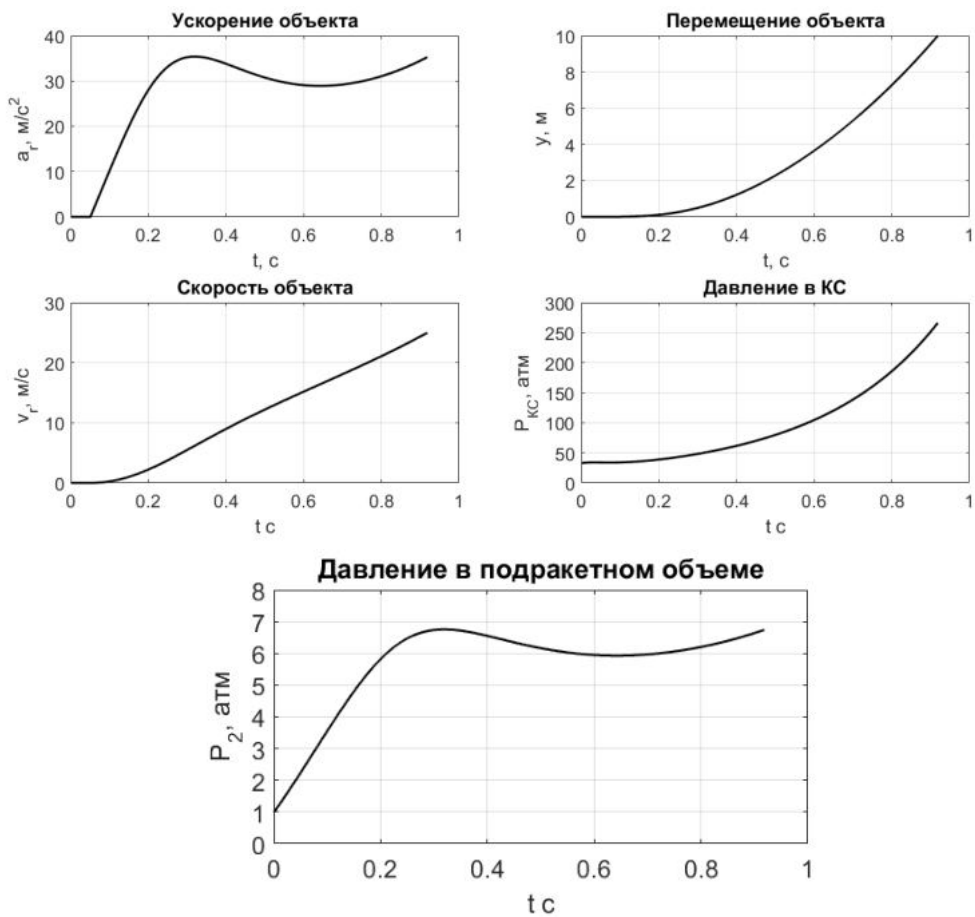 Ускорение объекта
40
30
20
10
0
a_r, м/с²
0 0.2 0.4 0.6 0.8 1
t, с
Перемещение объекта
10
8
6
4
2
0
y, м
0 0.2 0.4 0.6 0.8 1
t, с
Скорость объекта
30
20
10
0
v_r, м/с
0 0.2 0.4 0.6 0.8 1
t с
Давление в КС
300
250
200
150
100
50
0
P_КС, атм
0 0.2 0.4 0.6 0.8 1
t с
Давление в подракетном объеме
8
7
6
5
4
3
2
1
0
P_2, атм
0 0.2 0.4 0.6 0.8 1
t с